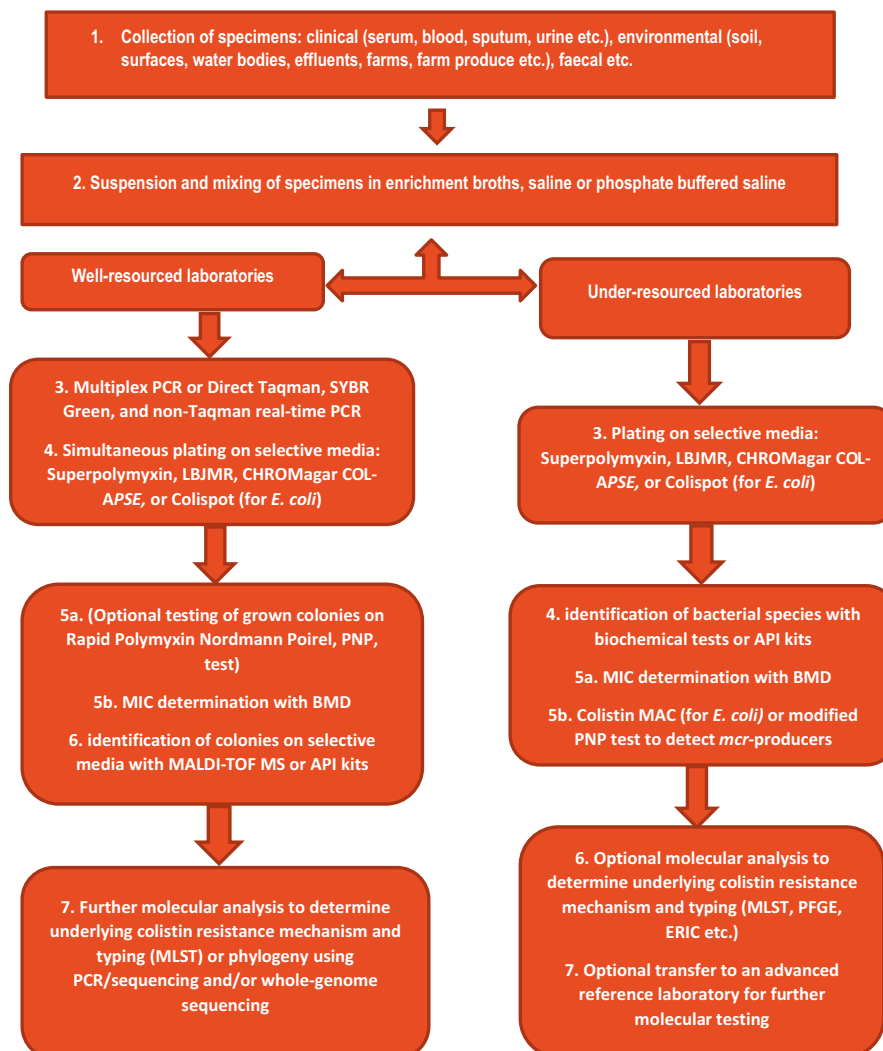 1. Collection of specimens: clinical (serum, blood, sputum, urine etc.), environmental (soil,
surfaces, water bodies, effluents, farms, farm produce etc.), faecal etc.
2. Suspension and mixing of specimens in enrichment broths, saline or phosphate buffered saline
Well-resourced laboratories
3. Multiplex PCR or Direct Taqman, SYBR
Green, and non-Taqman real-time PCR
4. Simultaneous plating on selective media:
Superpolymyxin, LBJMR, CHROMagar COL-
APSE, or Colispot (for E. coli)
5a. (Optional testing of grown colonies on
Rapid Polymyxin Nordmann Poirel, PNP,
test)
5b. MIC determination with BMD
6. identification of colonies on selective
media with MALDI-TOF MS or API kits
7. Further molecular analysis to determine
underlying colistin resistance mechanism and
typing (MLST) or phylogeny using
PCR/sequencing and/or whole-genome
sequencing
Under-resourced laboratories
3. Plating on selective media:
Superpolymyxin, LBJMR, CHROMagar COL-
APSE, or Colispot (for E. coli)
4. identification of bacterial species with
biochemical tests or API kits
5a. MIC determination with BMD
5b. Colistin MAC (for E. coli) or modified
PNP test to detect mcr-producers
6. Optional molecular analysis to
determine underlying colistin resistance
mechanism and typing (MLST, PFGE,
ERIC etc.)
7. Optional transfer to an advanced
reference laboratory for further
molecular testing